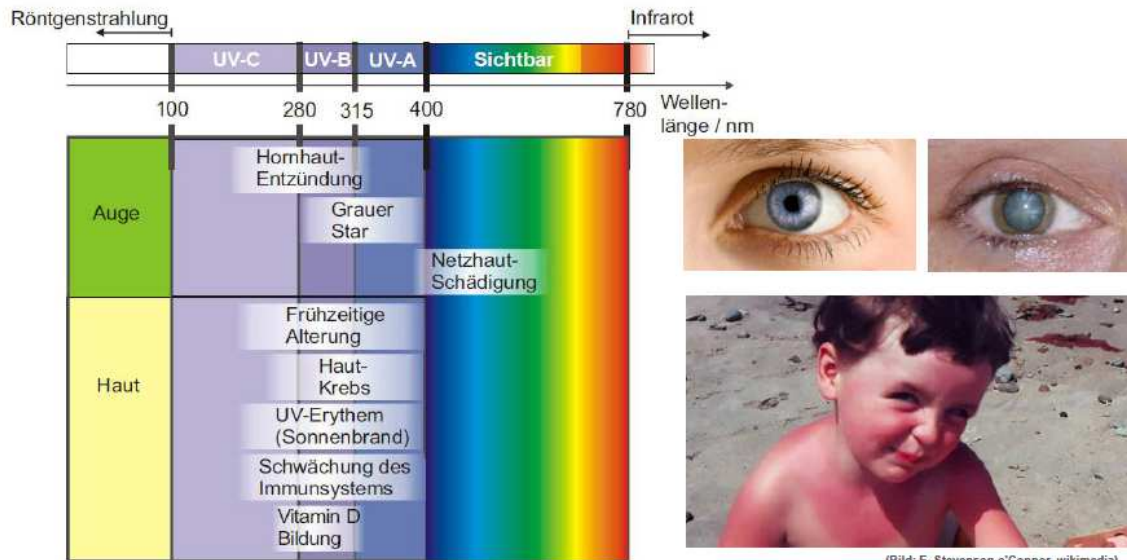 Röntgenstrahlung
Infrarot
UV-C UV-B UV-A Sichtbar
100 280 315 400 780
Wellen-
länge / nm
Auge
Hornhaut-
Entzündung
Grauer
Star
Netzhaut-
Schädigung
Haut
Frühzeitige
Alterung
Haut-
Krebs
UV-Erythem
(Sonnenbrand)
Schwächung des
Immunsystems
Vitamin D
Bildung
(Bild: F. Stevenson o'Connor, wikimedia)